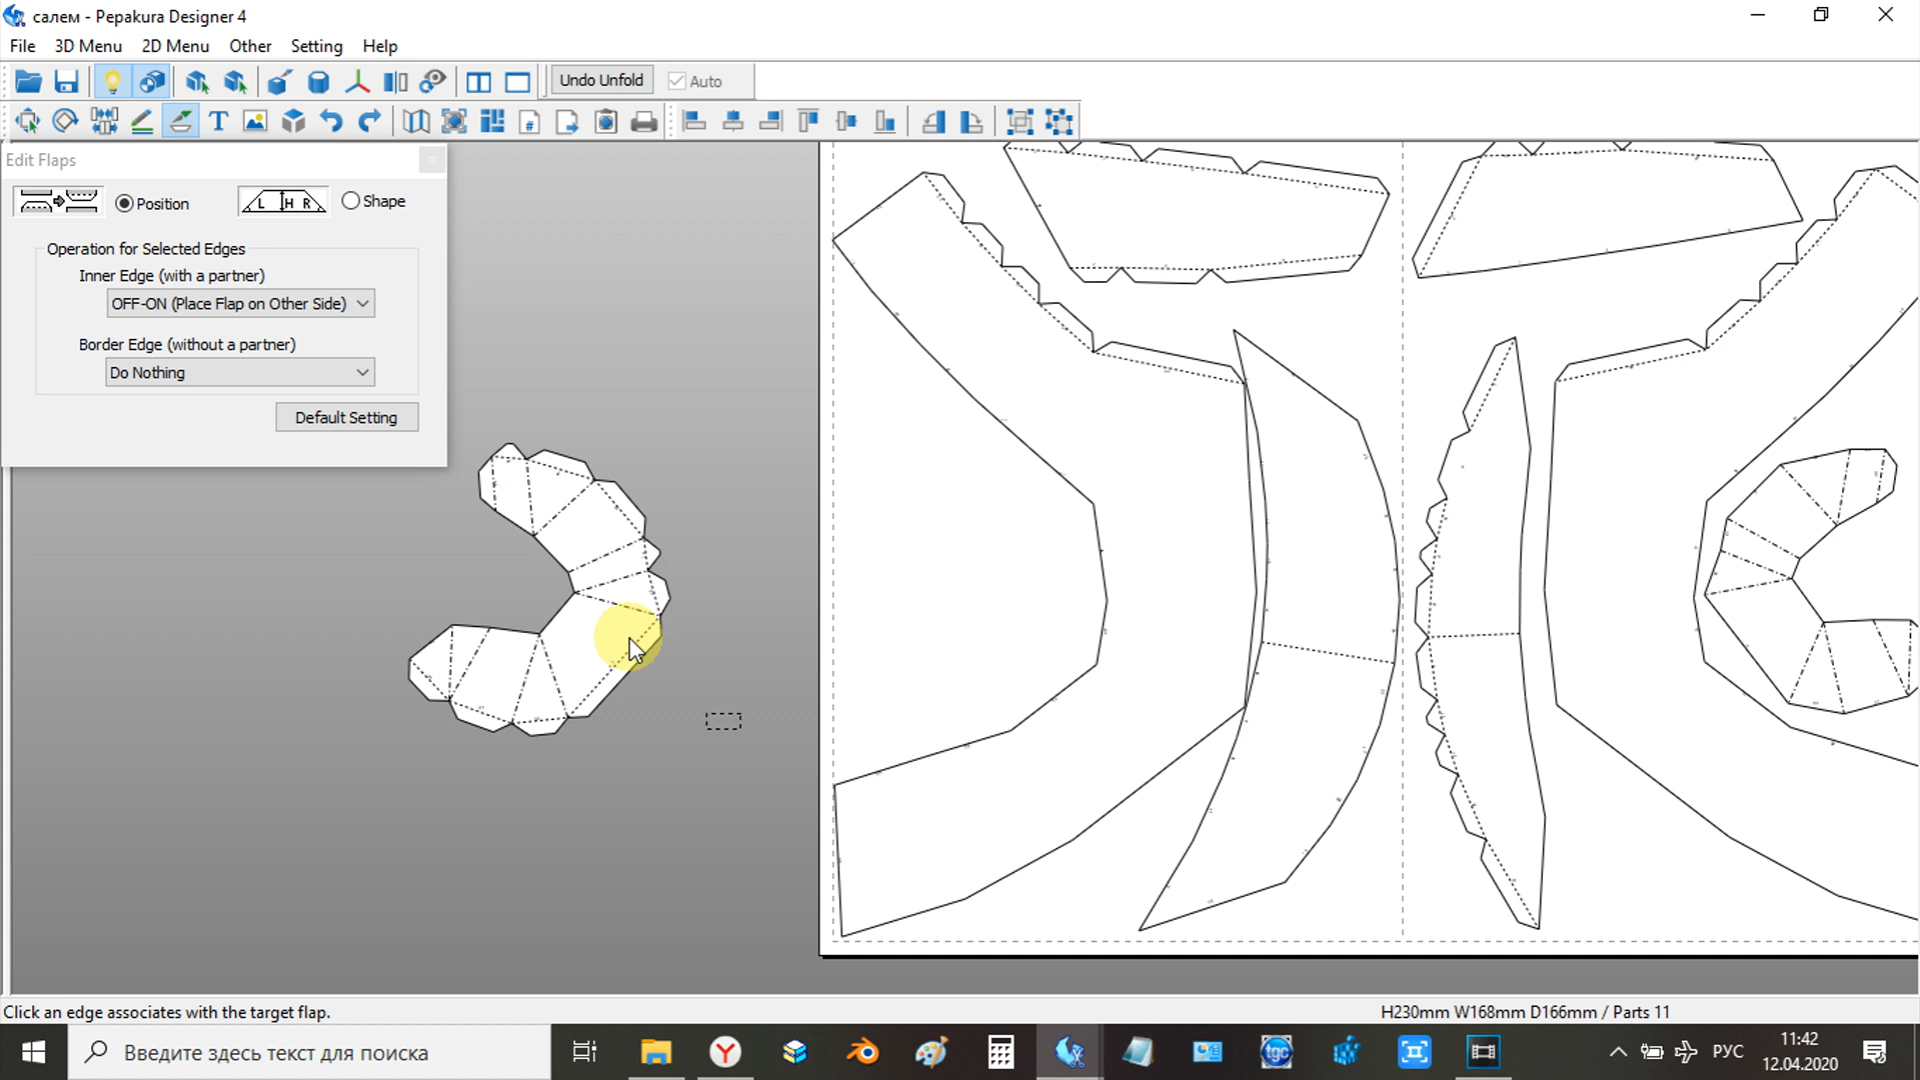 салем - Pepakura Designer 4
File 3D Menu 2D Menu Other Setting Help
Undo Unfold Auto
Edit Flaps
Position L H R Shape
Operation for Selected Edges
Inner Edge (with a partner)
OFF-ON (Place Flap on Other Side)
Border Edge (without a partner)
Do Nothing
Default Setting
Click an edge associates with the target flap.
H230mm W168mm D166mm / Parts 11
Введите здесь текст для поиска
tgc
РУС
11:42
12.04.2020